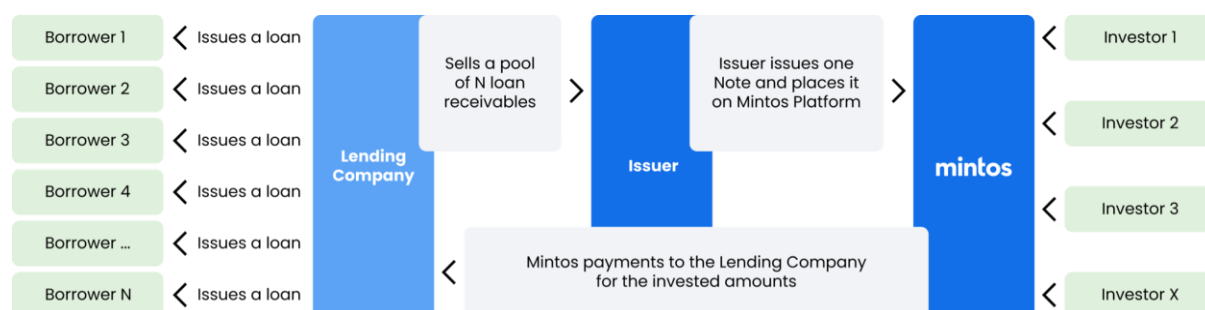 Borrower 1
Issues a loan
Borrower 2
Issues a loan
Borrower 3
Issues a loan
Borrower 4
Issues a loan
Borrower ...
Issues a loan
Borrower N
Issues a loan
Lending
Company
Sells a pool
of N loan
receivables
Issuer
Issuer issues one
Note and places it
on Mintos Platform
mintos
Mintos payments to the Lending Company
for the invested amounts
Investor 1
Investor 2
Investor 3
Investor X